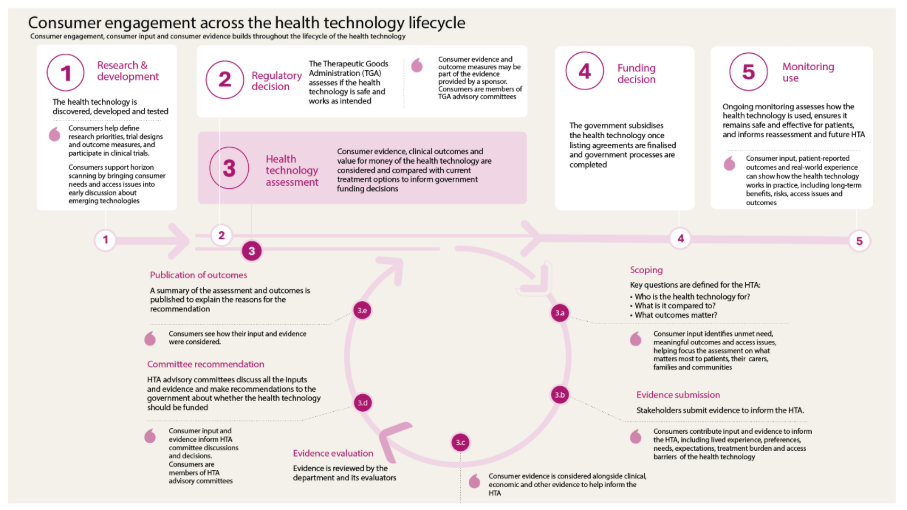 Consumer engagement across the health technology lifecycle
Consumer engagement, consumer input and consumer evidence builds throughout the lifecycle of the health technology
1
Research &
development
The health technology is
discovered, developed and tested
Consumers help define
research priorities, trial designs
and outcome measures, and
participate in clinical trials.
Consumers support horizon
scanning by bringing consumer
needs and access issues into
early discussion about
emerging technologies
2
Regulatory
decision
The Therapeutic Goods
Administration (TGA)
assesses if the health
technology is safe and
works as intended
Consumer evidence and
outcome measures may be
part of the evidence
provided by a sponsor.
Consumers are members of
TGA advisory committees
3
Health
technology
assessment
Consumer evidence, clinical outcomes and
value for money of the health technology are
considered and compared with current
treatment options to inform government
funding decisions
4
Funding
decision
The government subsidises
the health technology once
listing agreements are finalised
and government processes are
completed
5
Monitoring
use
Ongoing monitoring assesses how the
health technology is used, ensures it
remains safe and effective for patients,
and informs reassessment and future HTA
Consumer input, patient-reported
outcomes and real-world experience
can show how the health technology
works in practice, including long-term
benefits, risks, access issues and
outcomes
1
2
3
4
5
Scoping
Key questions are defined for the HTA:
• Who is the health technology for?
• What is it compared to?
• What outcomes matter?
3.a
Consumer input identifies unmet need,
meaningful outcomes and access issues,
helping focus the assessment on what
matters most to patients, their carers,
families and communities
3.b
Evidence submission
Stakeholders submit evidence to inform the HTA.
Consumers contribute input and evidence to inform
the HTA, including lived experience, preferences,
needs, expectations, treatment burden and access
barriers of the health technology
3.c
Evidence evaluation
Evidence is reviewed by the
department and its evaluators
Consumer evidence is considered alongside clinical,
economic and other evidence to help inform the
HTA
3.d
Committee recommendation
HTA advisory committees discuss all the inputs
and evidence and make recommendations to the
government about whether the health technology
should be funded
Consumer input and
evidence inform HTA
committee discussions
and decisions.
Consumers are
members of HTA
advisory committees
3.e
Publication of outcomes
A summary of the assessment and outcomes is
published to explain the reasons for the
recommendation
Consumers see how their input and evidence
were considered.